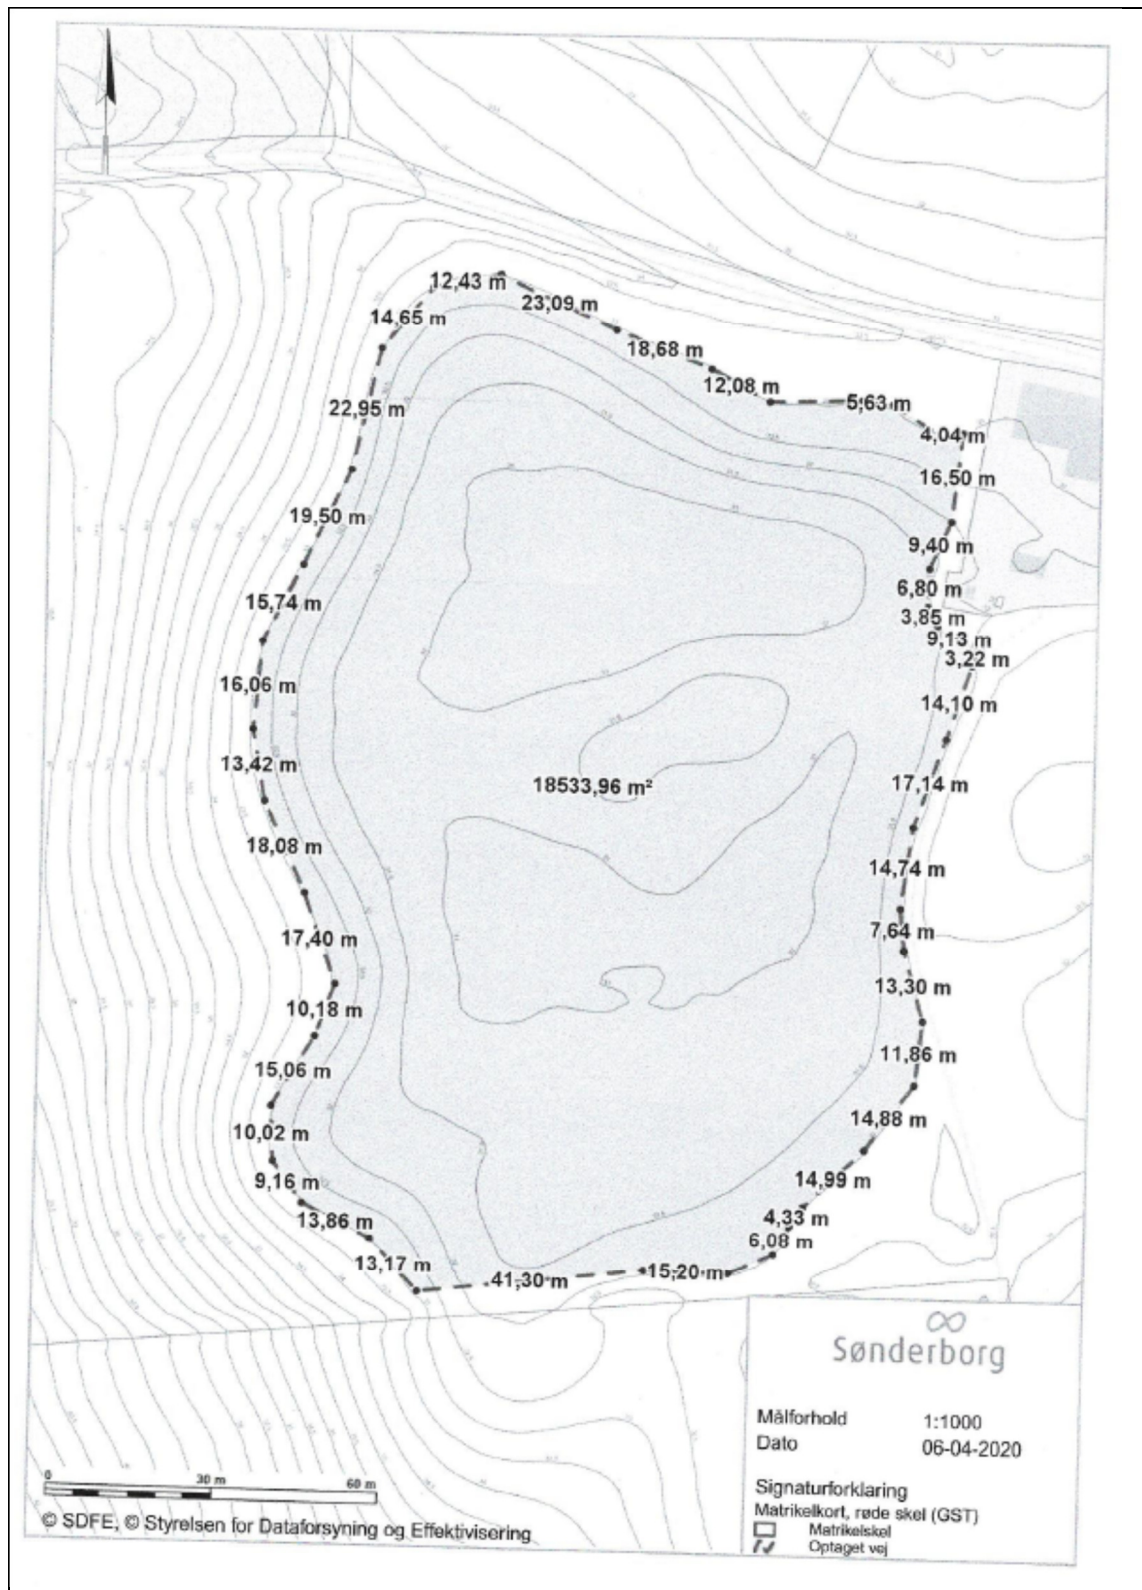 12,43 m
23,09 m
14,65 m
18,68 m
12,08 m
22,95 m
5,63 m
4,04 m
16,50 m
19,50 m
9,40 m
6,80 m
15,74 m
3,85 m
9,13 m
3,22 m
16,06 m
14,10 m
13,42 m
18533,96 m²
17,14 m
18,08 m
14,74 m
17,40 m
7,64 m
13,30 m
10,18 m
11,86 m
15,06 m
14,88 m
10,02 m
9,16 m
14,99 m
13,86 m
4,33 m
6,08 m
13,17 m
41,30 m
15,20 m
Sønderborg
Målforhold 1:1000
Dato 06-04-2020
Signaturforklaring
Matrikelkort, røde skel (GST)
Matrikelskel
Optaget vej
0 30 m 60 m
© SDFE, © Styrelsen for Dataforsyning og Effektivisering